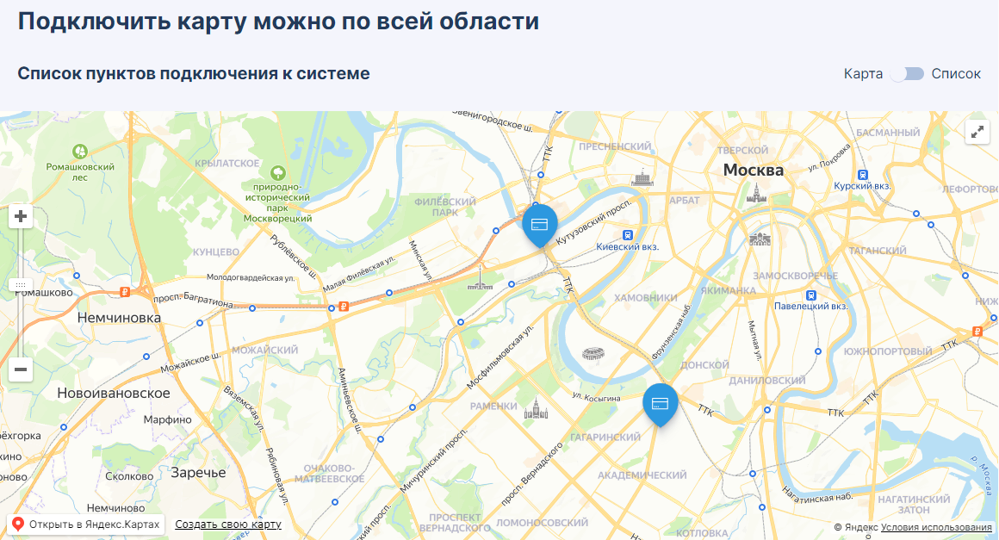 Подключить карту можно по всей области
Список пунктов подключения к системе
Карта
Список
Звенигородское ш.
БАСМАННЫЙ
ПРЕСНЕНСКИЙ
ТВЕРСКОЙ
ТТК
ул. Покровка
Ромашковский
лес
КРЫЛАТСКОЕ
Москва
Курский вкз.
ЛЕФОРТОВО
природно-
исторический
парк
Москворецкий
ФИЛЁВСКИЙ
ПАРК
АРБАТ
Кутузовский просп.
Киевский вкз.
КУНЦЕВО
Рублёвское ш.
Минская ул.
Малая Филёвская ул.
ТАГАНСКИЙ
Молодогвардейская ул.
ЗАМОСКВОРЕЧЬЕ
Ромашково
просп. Багратиона
ТТК
ХАМОВНИКИ
ЯКИМАНКА
Павелецкий вкз.
НИЖ
Немчиновка
Фрунзенская наб.
Мытная ул.
МОЖАЙСКИЙ
Можайское ш.
Мосфильмовская ул.
ЮЖНОПОРТОВЫЙ
ТТК
ДОНСКОЙ
ДАНИЛОВСКИЙ
Новоивановское
Вяземская ул.
Аминьевское ш.
РАМЕНКИ
ул. Косыгина
ТТК
ТТК
ТТК
Марфино
ГАГАРИНСКИЙ
рёхгорка
Мичуринский просп.
просп. Вернадского
Рябиновая ул.
кино
оново
Сколково
Заречье
ОЧАКОВО-
МАТВЕЕВСКОЕ
АКАДЕМИЧЕСКИЙ
р. Москва
Нагатинская наб.
НАГАТИНСКИЙ
ЗАТОН
Немчиново
ПРОСПЕКТ
ВЕРНАДСКОГО
ЛОМОНОСОВСКИЙ
КОТЛОВКА
Открыть в Яндекс.Картах
Создать свою карту
© Яндекс Условия использования